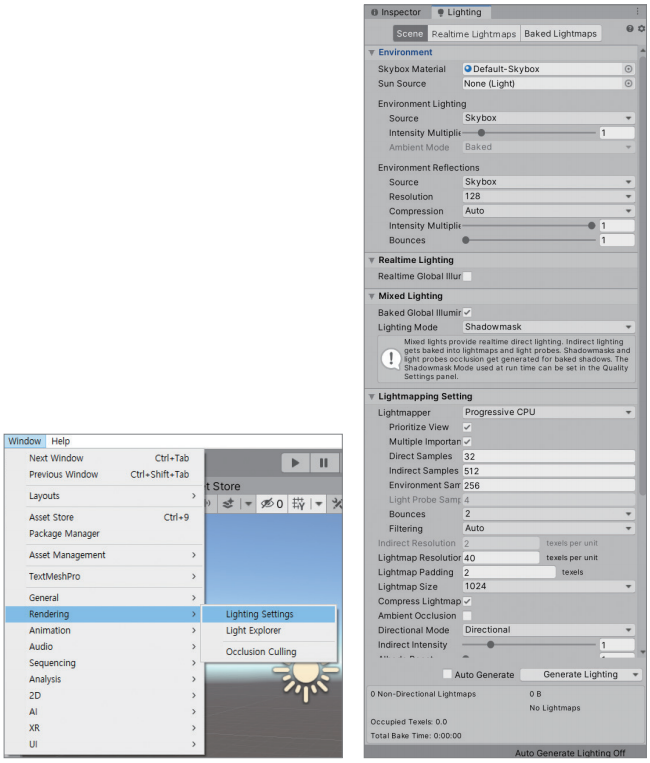 Window Help
Next Window Ctrl+Tab
Previous Window Ctrl+Shift+Tab
Layouts
Asset Store Ctrl+9
Package Manager
Asset Management
TextMeshPro
General
Rendering
Animation
Audio
Sequencing
Analysis
2D
AI
XR
UI
Lighting Settings
Light Explorer
Occlusion Culling
t Store
0
Inspector Lighting
Scene Realtime Lightmaps Baked Lightmaps
Environment
Skybox Material Default-Skybox
Sun Source None (Light)
Environment Lighting
Source Skybox
Intensity Multiplie 1
Ambient Mode Baked
Environment Reflections
Source Skybox
Resolution 128
Compression Auto
Intensity Multiplie 1
Bounces 1
Realtime Lighting
Realtime Global Illur
Mixed Lighting
Baked Global Illumir
Lighting Mode Shadowmask
Mixed lights provide realtime direct lighting. Indirect lighting
gets baked into lightmaps and light probes. Shadowmasks and
light probes occlusion get generated for baked shadows. The
Shadowmask Mode used at run time can be set in the Quality
Settings panel.
Lightmapping Setting
Lightmapper Progressive CPU
Prioritize View
Multiple Importan
Direct Samples 32
Indirect Samples 512
Environment Sam 256
Light Probe Samp 4
Bounces 2
Filtering Auto
Indirect Resolution 2 texels per unit
Lightmap Resolutior 40 texels per unit
Lightmap Padding 2 texels
Lightmap Size 1024
Compress Lightmap
Ambient Occlusion
Directional Mode Directional
Indirect Intensity 1
Auto Generate Generate Lighting
0 Non-Directional Lightmaps 0 B
No Lightmaps
Occupied Texels: 0.0
Total Bake Time: 0:00:00
Auto Generate Lighting Off